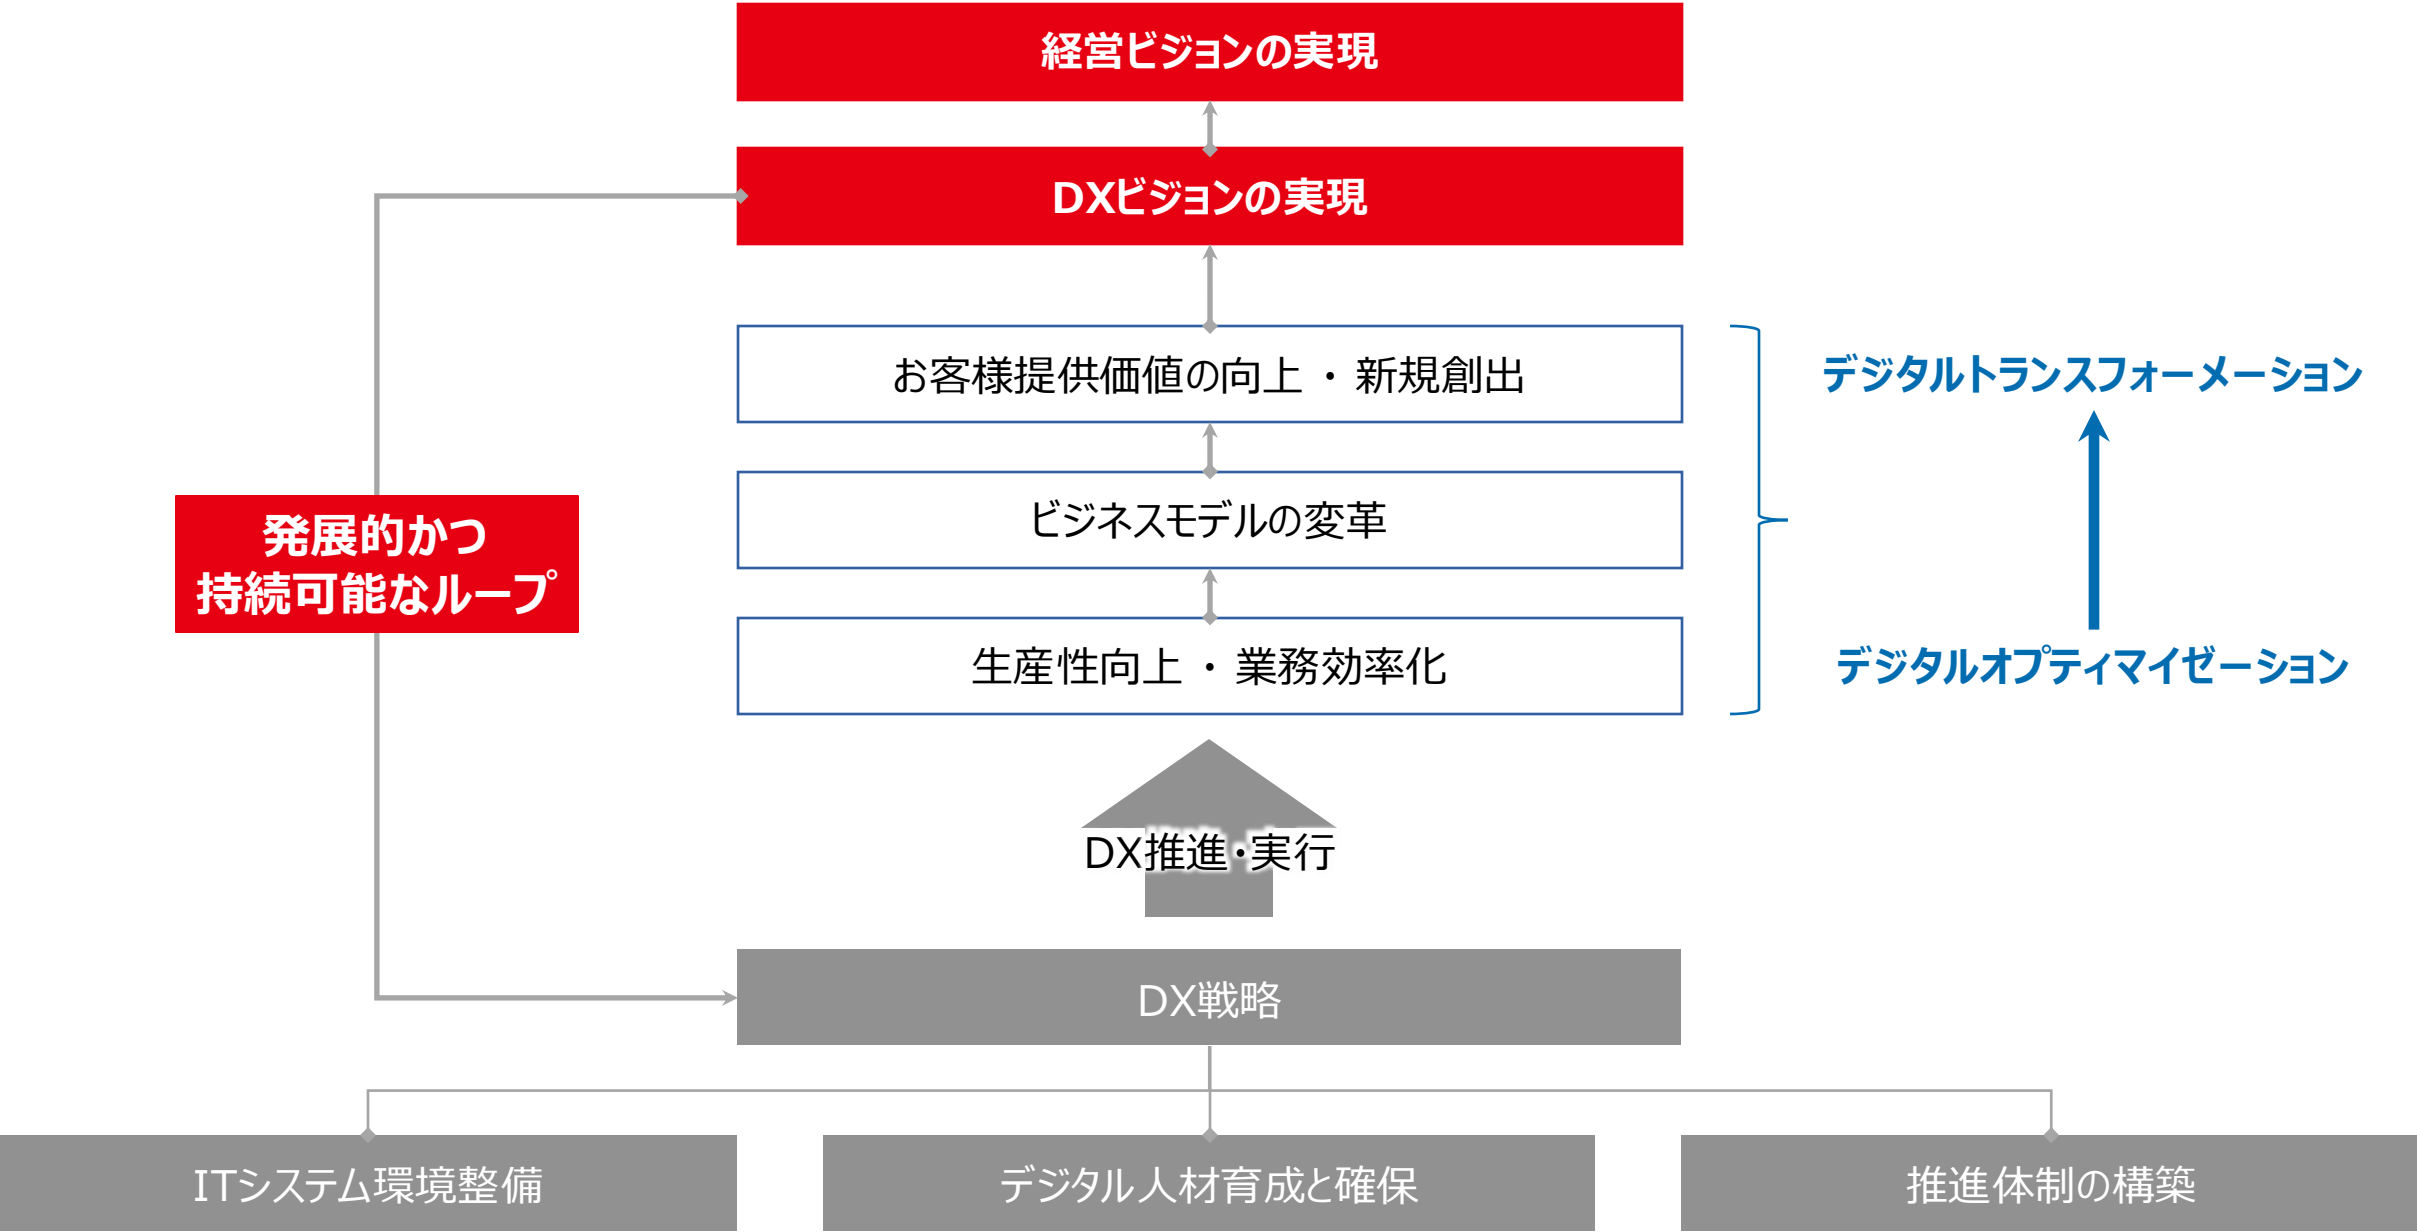 経営ビジョンの実現
DXビジョンの実現
お客様提供価値の向上 ・ 新規創出
デジタルトランスフォーメーション
ビジネスモデルの変革
発展的かつ
持続可能なループ
生産性向上 ・ 業務効率化
デジタルオプティマイゼーション
DX推進・実行
DX戦略
ITシステム環境整備
デジタル人材育成と確保
推進体制の構築